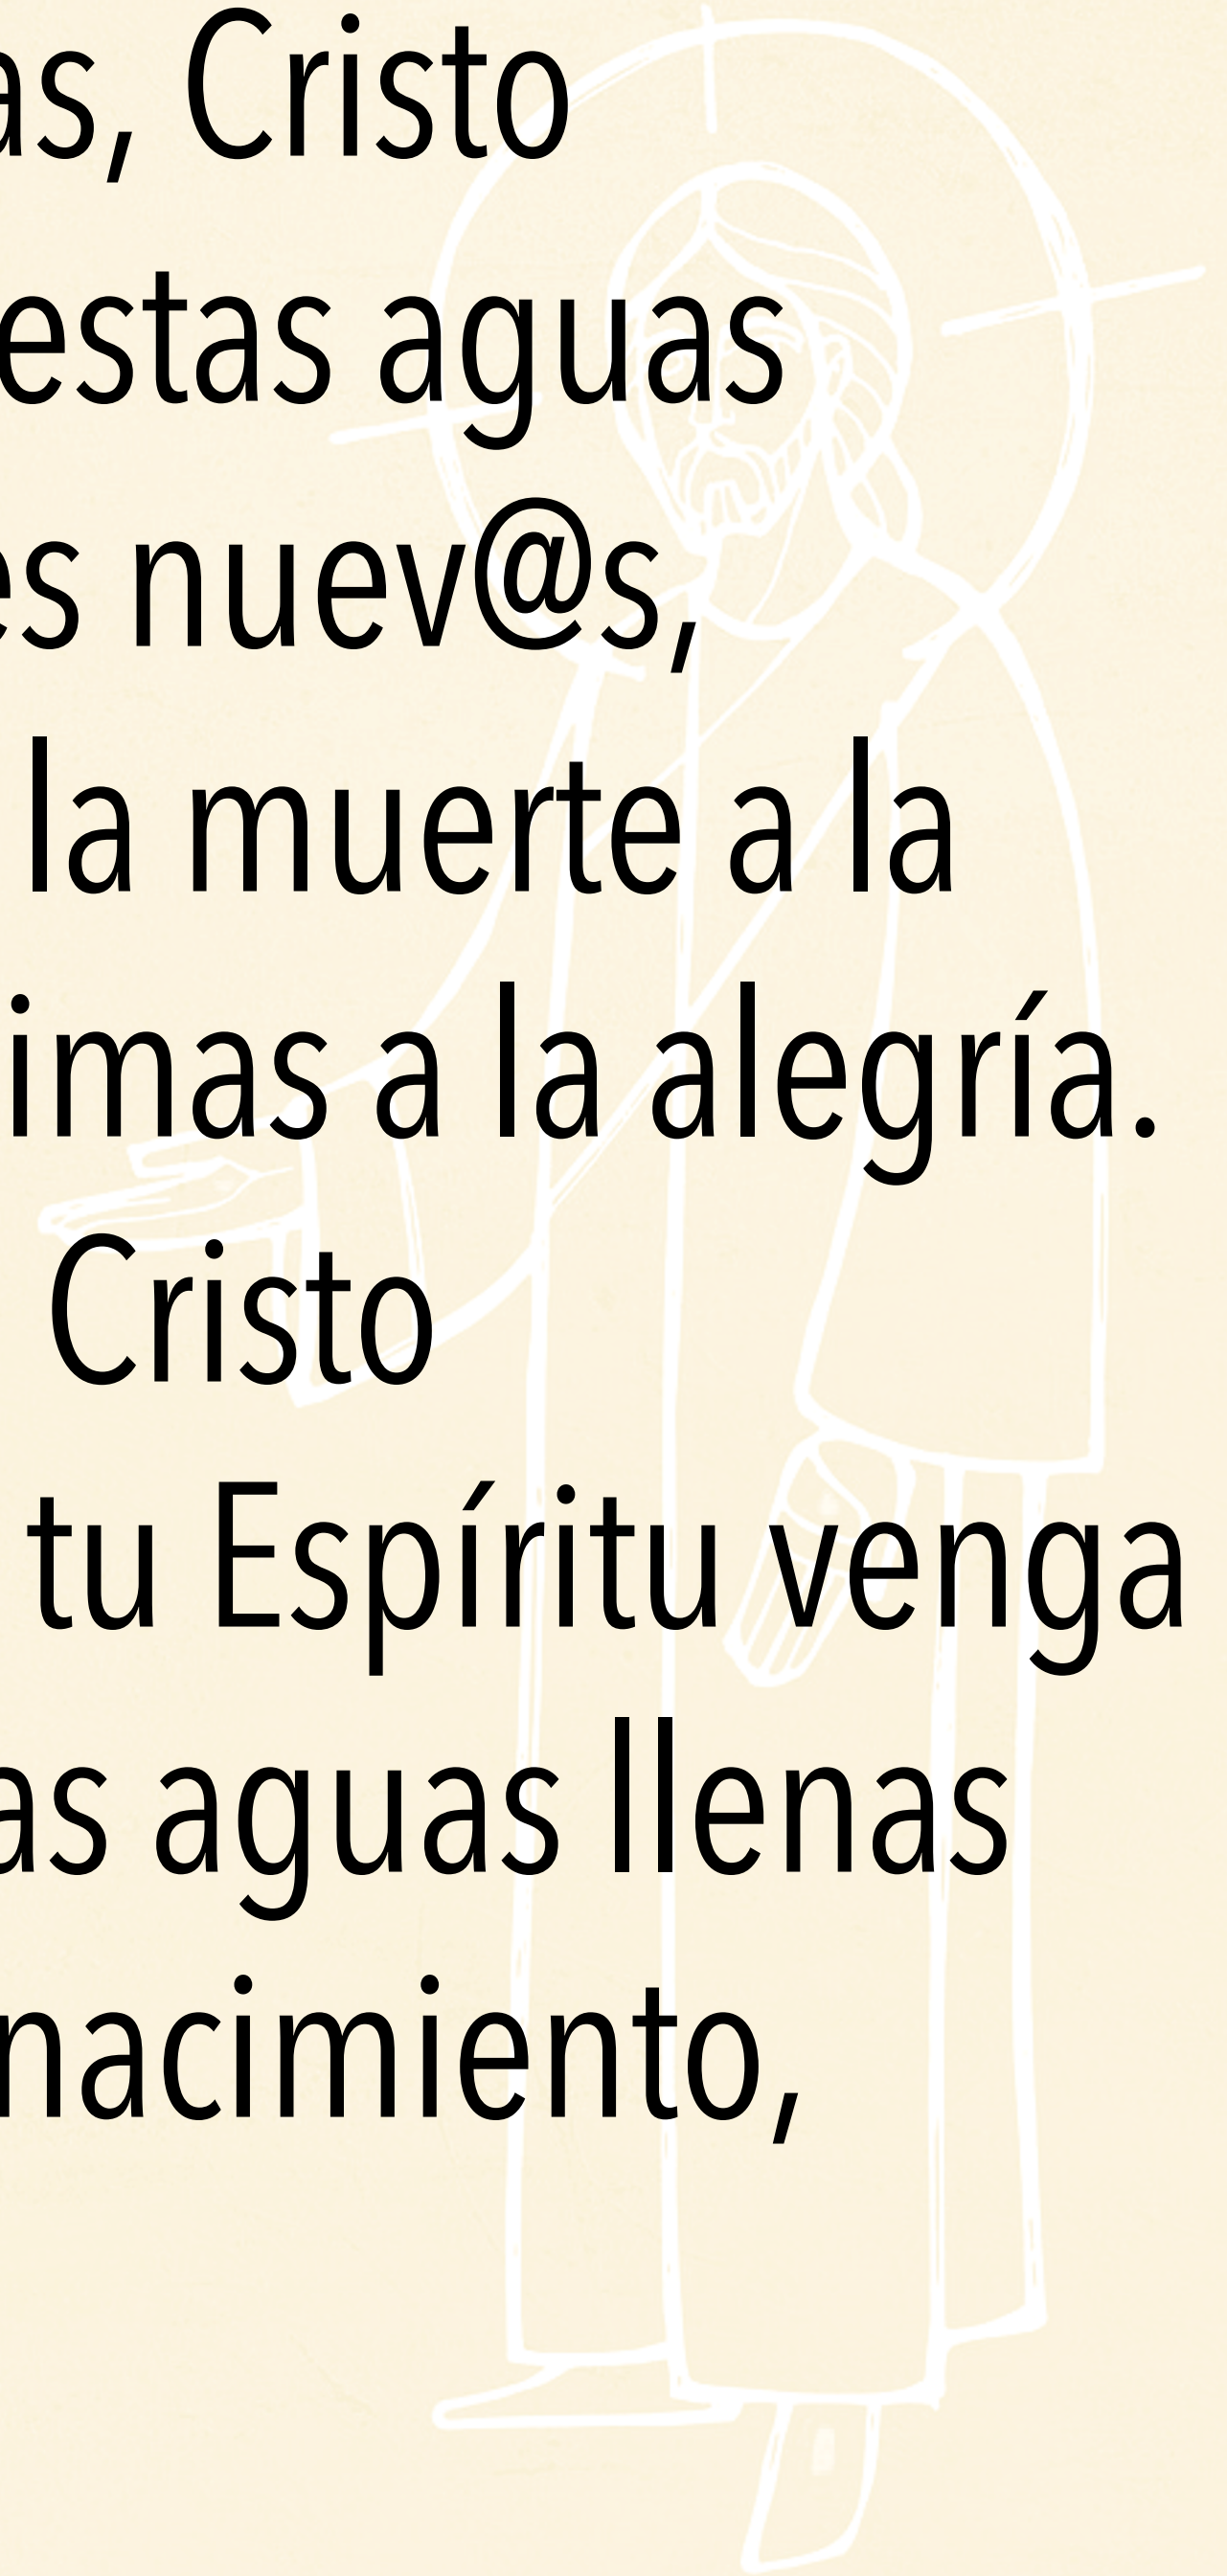 as, Cristo
estas aguas
es nuev@s,
la muerte a la
imas a la alegría.
Cristo
tu Espíritu venga
as aguas llenas
nacimiento,